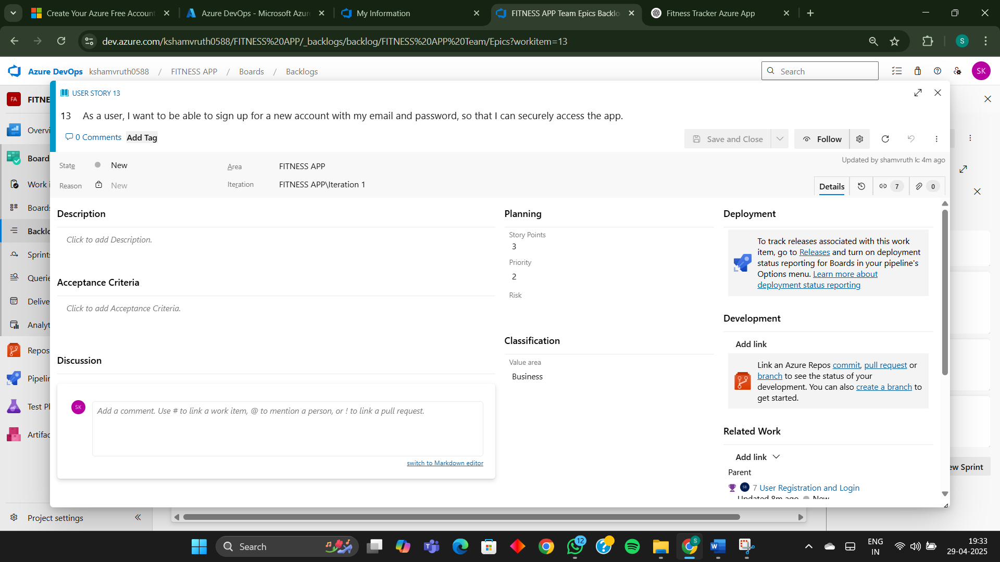 Create Your Azure Free Account
Azure DevOps - Microsoft Azur
My Information
FITNESS APP Team Epics Backlo
Fitness Tracker Azure App
dev.azure.com/kshamvruth0588/FITNESS%20APP/_backlogs/backlog/FITNESS%20APP%20Team/Epics?workitem=13
S
Azure DevOps kshamvruth0588 / FITNESS APP / Boards / Backlogs
Search
SK
FA FITNE
Overvi
Board
Work i
Board
Backlo
Sprint
Querie
Delive
Analyt
Repos
Pipelin
Test Pl
Artifac
Project settings
USER STORY 13
13 As a user, I want to be able to sign up for a new account with my email and password, so that I can securely access the app.
0 Comments Add Tag
Save and Close
Follow
State New
Area FITNESS APP
Updated by shamvruth k: 4m ago
Reason New
Iteration FITNESS APP\Iteration 1
Details 7 0
Description
Click to add Description.
Acceptance Criteria
Click to add Acceptance Criteria.
Discussion
SK
Add a comment. Use # to link a work item, @ to mention a person, or ! to link a pull request.
switch to Markdown editor
Planning
Story Points
3
Priority
2
Risk
Classification
Value area
Business
Deployment
To track releases associated with this work
item, go to Releases and turn on deployment
status reporting for Boards in your pipeline's
Options menu. Learn more about
deployment status reporting
Development
Add link
Link an Azure Repos commit, pull request or
branch to see the status of your
development. You can also create a branch to
get started.
Related Work
Add link
Parent
SB 7 User Registration and Login
Updated 8m ago New
ew Sprint
Search
12
S
ENG
IN
19:33
29-04-2025